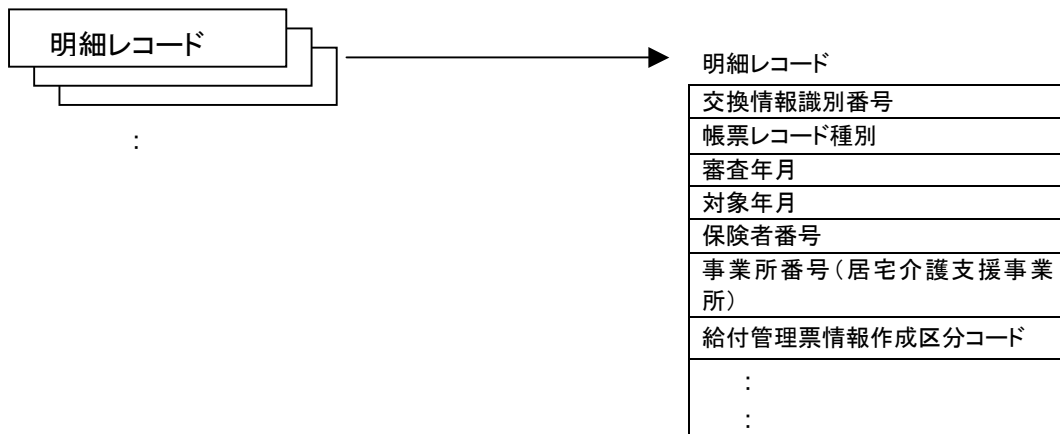 明細レコード
:
明細レコード
交換情報識別番号
帳票レコード種別
審査年月
対象年月
保険者番号
事業所番号(居宅介護支援事業
所)
給付管理票情報作成区分コード
:
: